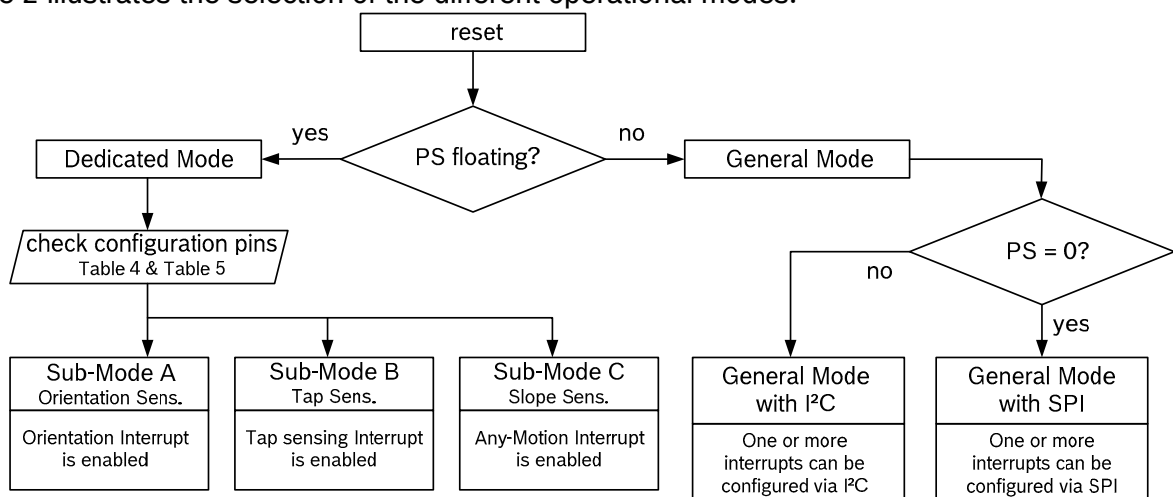 2 illustrates the selection of the different operational modes.
reset
yes
PS floating?
no
Dedicated Mode
General Mode
check configuration pins
Table 4 & Table 5
PS = 0?
no
yes
Sub-Mode A
Orientation Sens.
Orientation Interrupt
is enabled
Sub-Mode B
Tap Sens.
Tap sensing Interrupt
is enabled
Sub-Mode C
Slope Sens.
Any-Motion Interrupt
is enabled
General Mode
with I²C
One or more
interrupts can be
configured via I²C
General Mode
with SPI
One or more
interrupts can be
configured via SPI